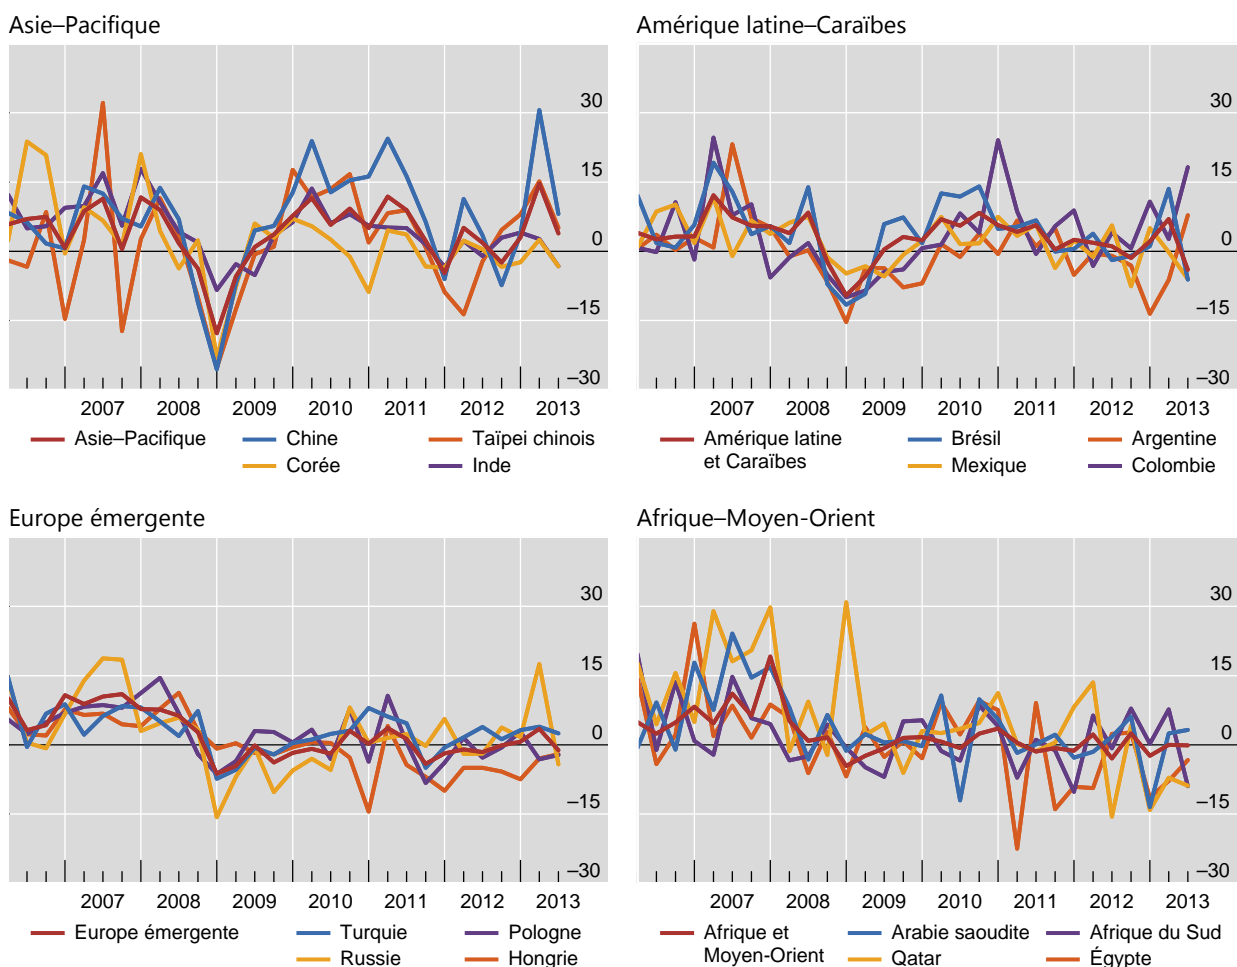 Asie–Pacifique
30
15
0
–15
–30
2007 2008 2009 2010 2011 2012 2013
Asie–Pacifique Chine Taïpei chinois
Corée Inde
Amérique latine–Caraïbes
30
15
0
–15
–30
2007 2008 2009 2010 2011 2012 2013
Amérique latine Brésil Argentine
et Caraïbes Mexique Colombie
Europe émergente
30
15
0
–15
–30
2007 2008 2009 2010 2011 2012 2013
Europe émergente Turquie Pologne
Russie Hongrie
Afrique–Moyen-Orient
30
15
0
–15
–30
2007 2008 2009 2010 2011 2012 2013
Afrique et Arabie saoudite Afrique du Sud
Moyen-Orient Qatar Égypte